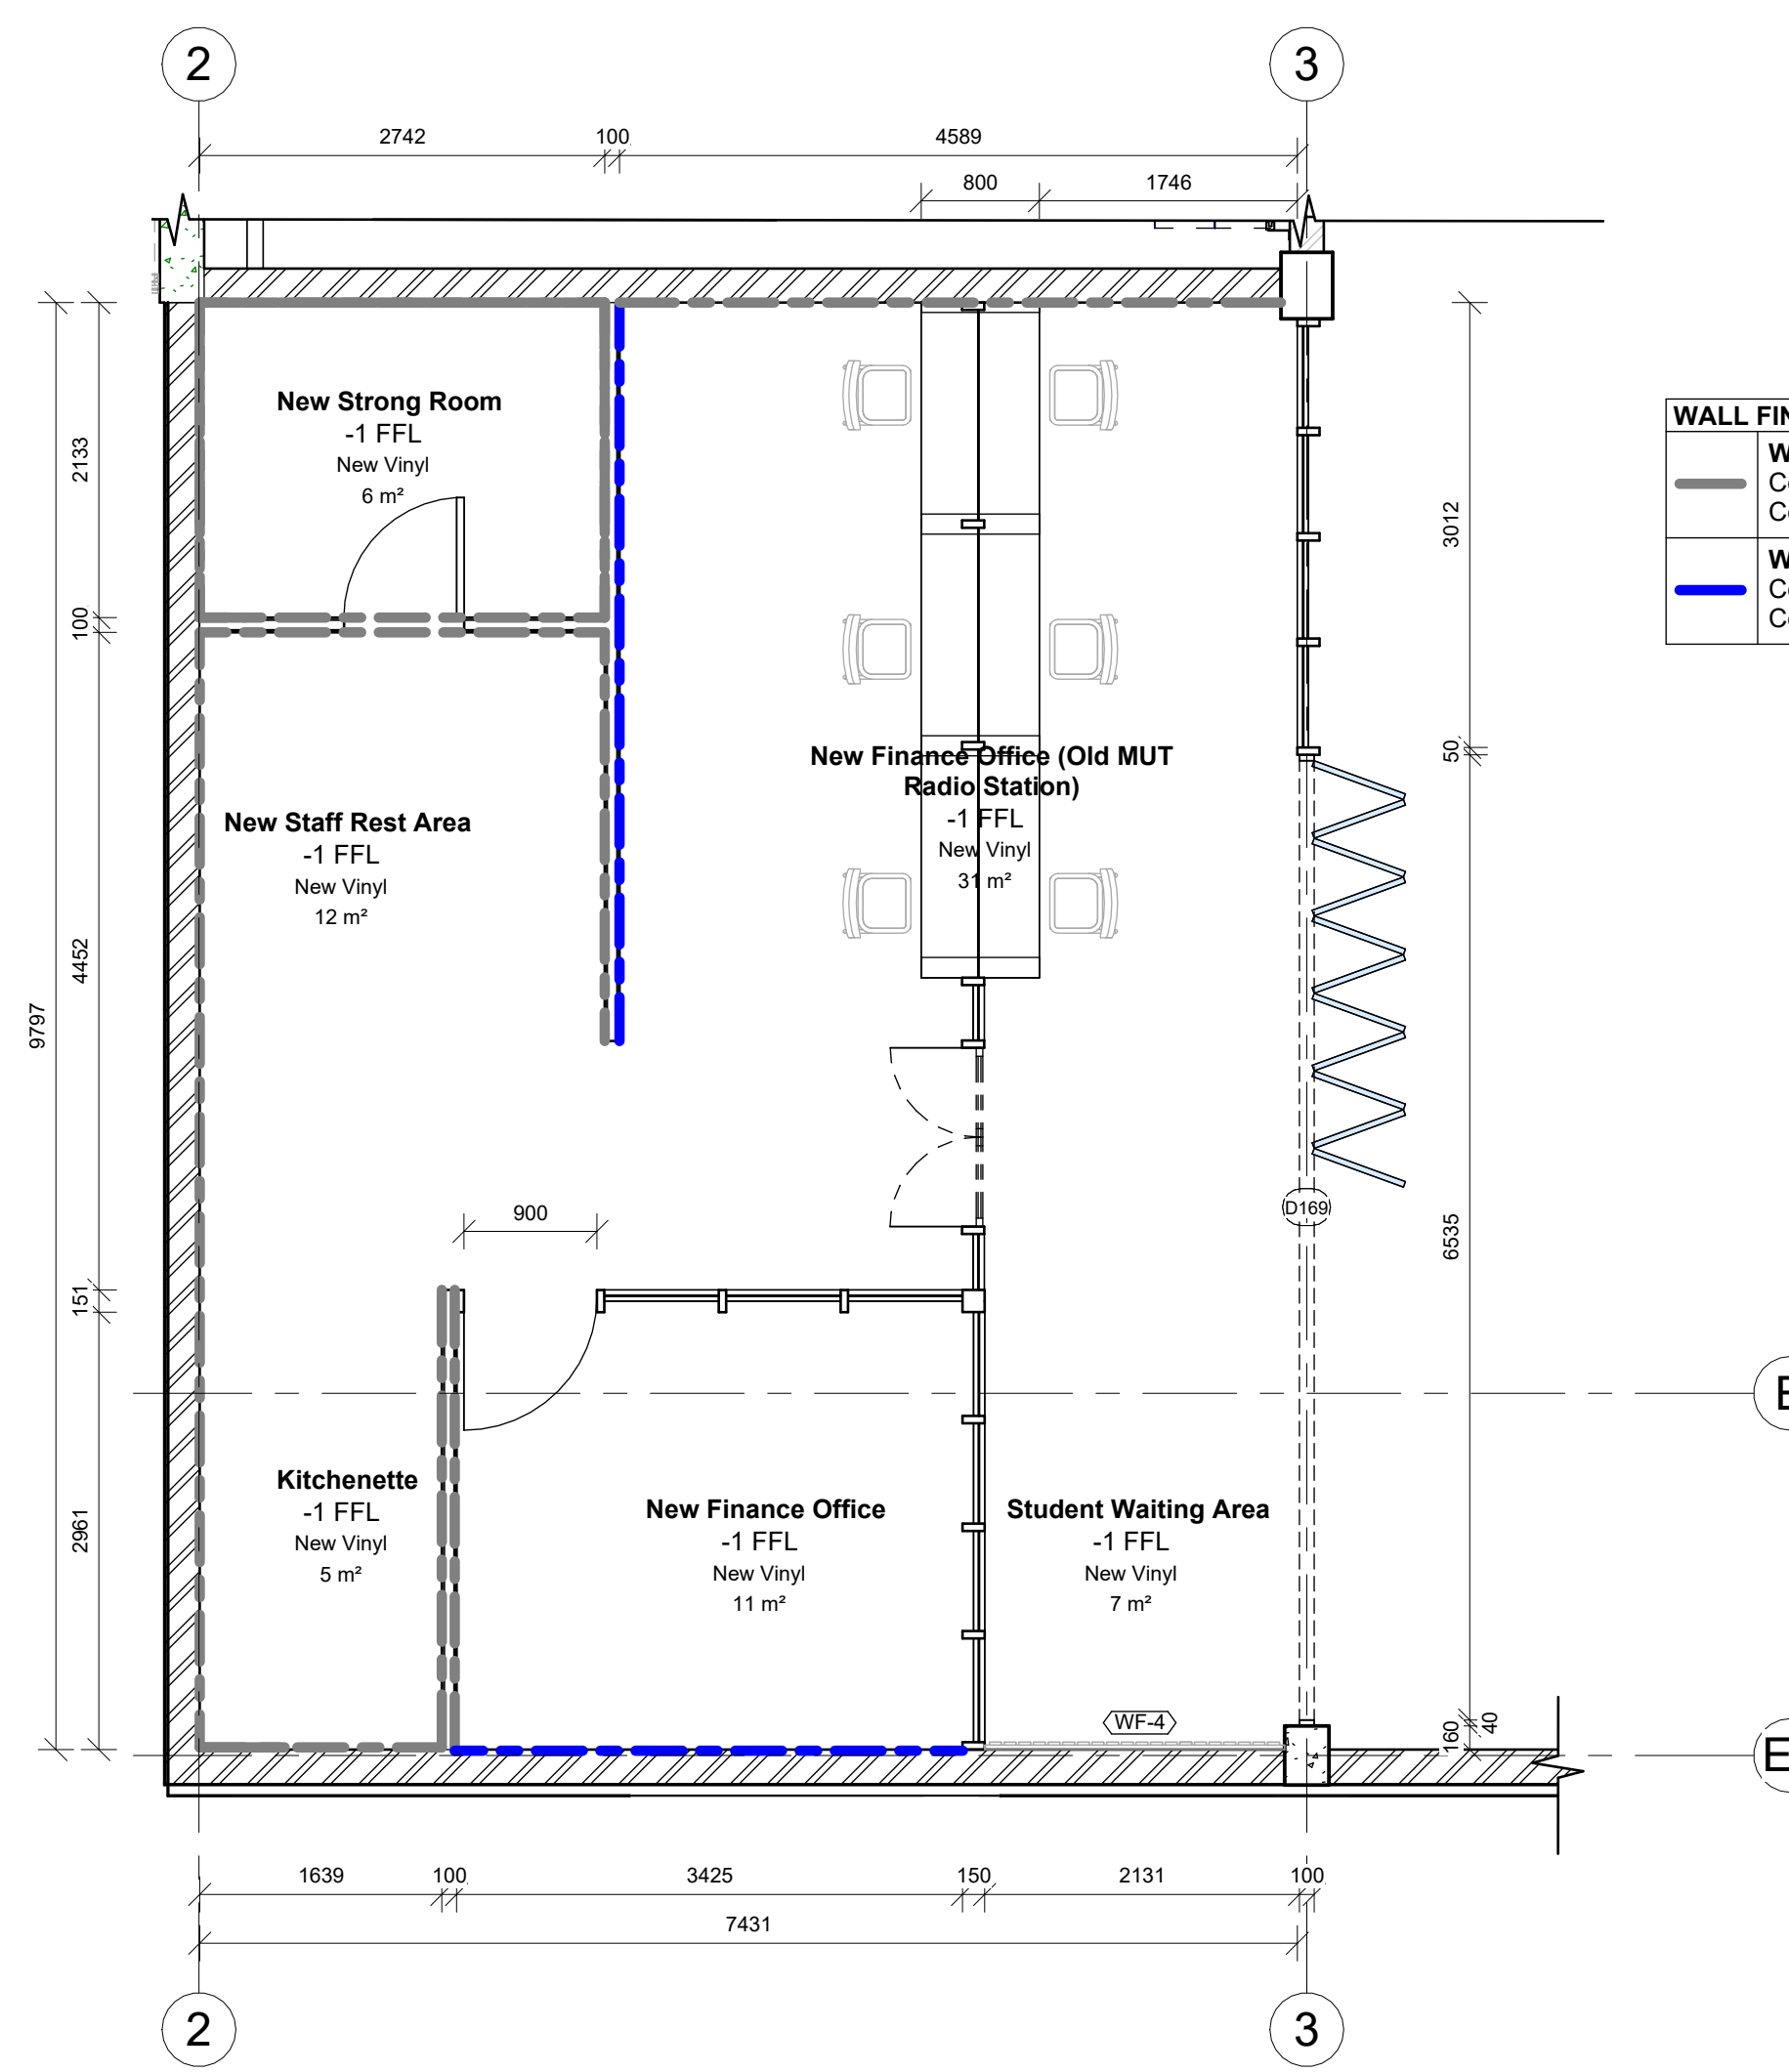 2
3
2742
100
4589
800
1746
New Strong Room
-1 FFL
New Vinyl
6 m²
2133
100
3012
50
WALL FIN
New Finance Office (Old MUT
Radio Station)
-1 FFL
New Vinyl
31 m²
New Staff Rest Area
-1 FFL
New Vinyl
12 m²
4452
9797
900
D169
6535
151
Kitchenette
-1 FFL
New Vinyl
5 m²
New Finance Office
-1 FFL
New Vinyl
11 m²
Student Waiting Area
-1 FFL
New Vinyl
7 m²
2961
WF-4
160
40
1639
100
3425
150
2131
100
7431
2
3